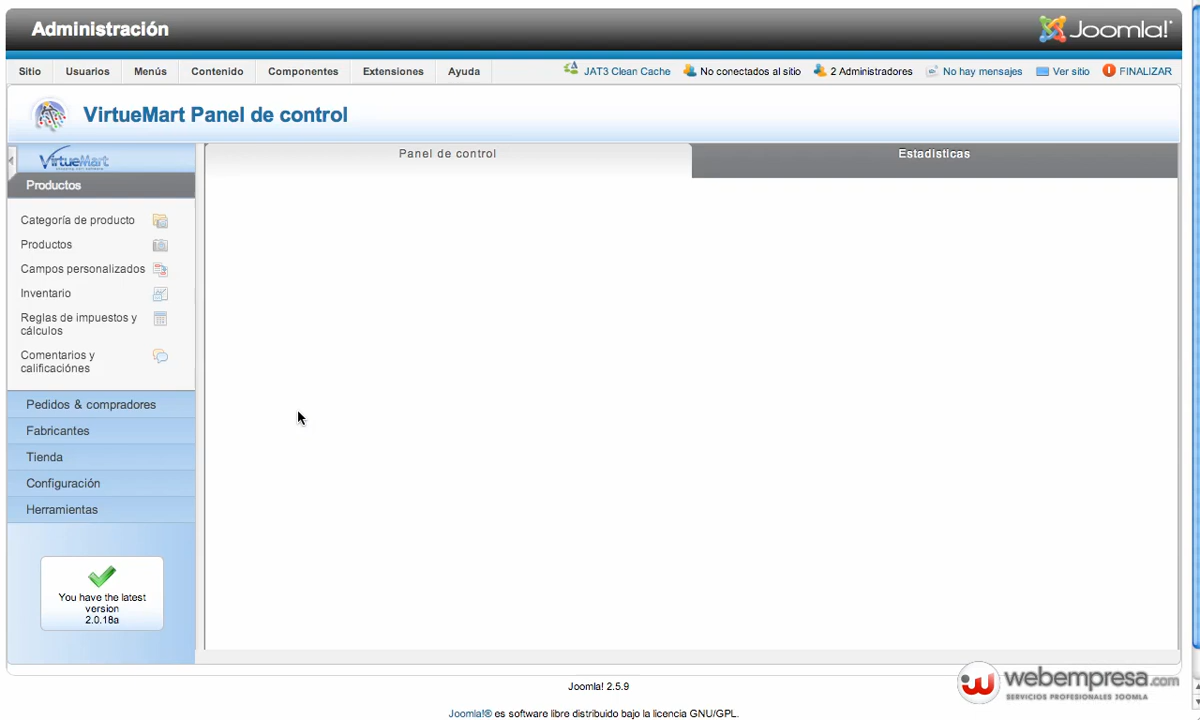 Administración
Joomla!
Sitio Usuarios Menús Contenido Componentes Extensiones Ayuda JAT3 Clean Cache No conectados al sitio 2 Administradores No hay mensajes Ver sitio FINALIZAR
VirtueMart Panel de control
VirtueMart
Panel de control Estadísticas
Productos
Categoría de producto
Productos
Campos personalizados
Inventario
Reglas de impuestos y
cálculos
Comentarios y
calificaciónes
Pedidos & compradores
Fabricantes
Tienda
Configuración
Herramientas
You have the latest
version
2.0.18a
webempresa.com
SERVICIOS PROFESIONALES JOOMLA
Joomla! 2.5.9
Joomla!® es software libre distribuido bajo la licencia GNU/GPL.